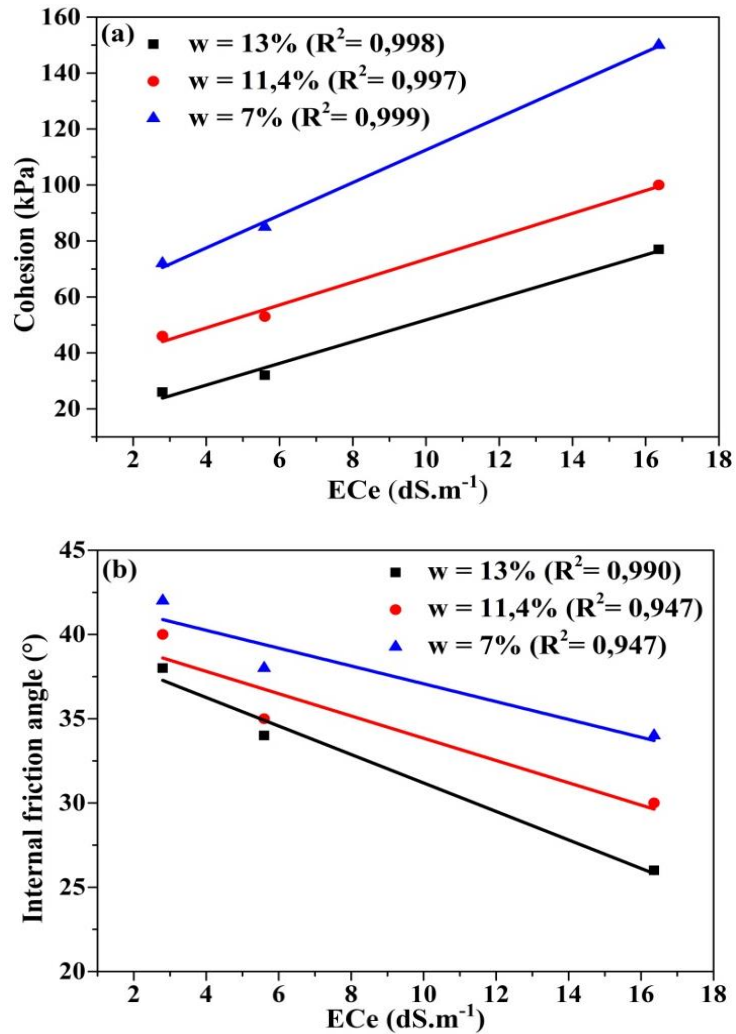 (a)
w = 13% (R²= 0,998)
w = 11,4% (R²= 0,997)
w = 7% (R²= 0,999)
Cohesion (kPa)
160
140
120
100
80
60
40
20
2 4 6 8 10 12 14 16 18
ECe (dS.m⁻¹)
(b)
w = 13% (R²= 0,990)
w = 11,4% (R²= 0,947)
w = 7% (R²= 0,947)
Internal friction angle (°)
45
40
35
30
25
20
2 4 6 8 10 12 14 16 18
ECe (dS.m⁻¹)